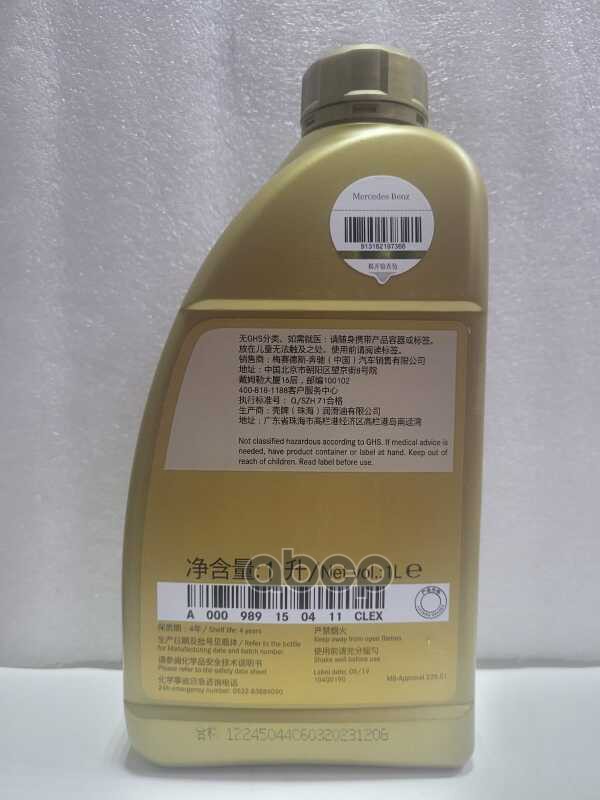 Mercedes Benz
913162197366
揭开验真伪
无GHS分类。如需就医:请随身携带产品容器或标签。
放在儿童无法触及之处。使用前请阅读标签。
销售商:梅赛德斯-奔驰(中国)汽车销售有限公司
地址:中国北京市朝阳区望京街8号院
戴姆勒大厦16层,邮编100102
400-818-1188客户服务中心
执行标准号: Q/SZH 71合格
生产商:壳牌(珠海)润滑油有限公司
地址:广东省珠海市高栏港经济区高栏港岛南迳湾
Not classified hazardous according to GHS. If medical advice is
needed, have product container or label at hand. Keep out of
reach of children. Read label before use.
净含量:1 升/Net-vol.:1L e
abcp
A 000 989 15 04 11 CLEX
保质期:4年/Shelf life: 4 years
生产日期及批号见瓶体/Refer to the bottle
for Manufactoring date and batch number
请参阅化学品安全技术说明书
Please refer to the safety data sheet
化学事故应急咨询电话
24h emergency number: 0532-83889090
严禁烟火
Keep away from open flames
使用前请充分摇匀
Shake well before use
Label date: 06/19
MB-Approval 229.51
12245044060320231208